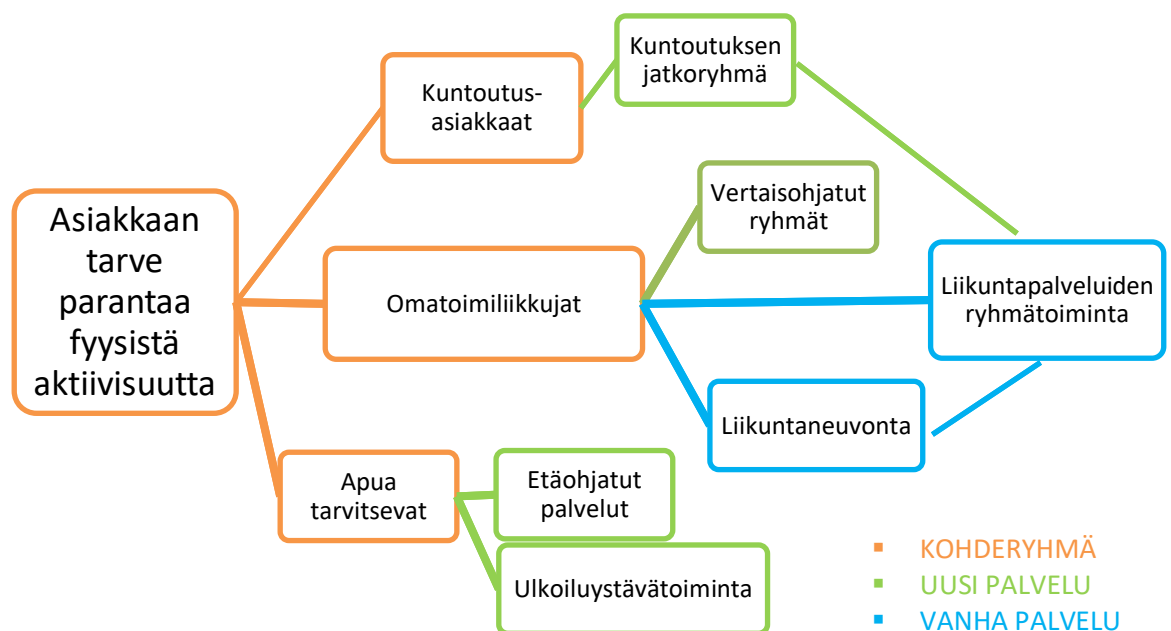 Asiakkaan
tarve
parantaa
fyysistä
aktiivisuutta
Kuntoutus-
asiakkaat
Kuntoutuksen
jatkoryhmä
Omatoimiliikkujat
Vertaisohjatut
ryhmät
Liikuntaneuvonta
Liikuntapalveluiden
ryhmätoiminta
Apua
tarvitsevat
Etäohjatut
palvelut
Ulkoiluystävätoiminta
▪ KOHDERYHMÄ
▪ UUSI PALVELU
▪ VANHA PALVELU